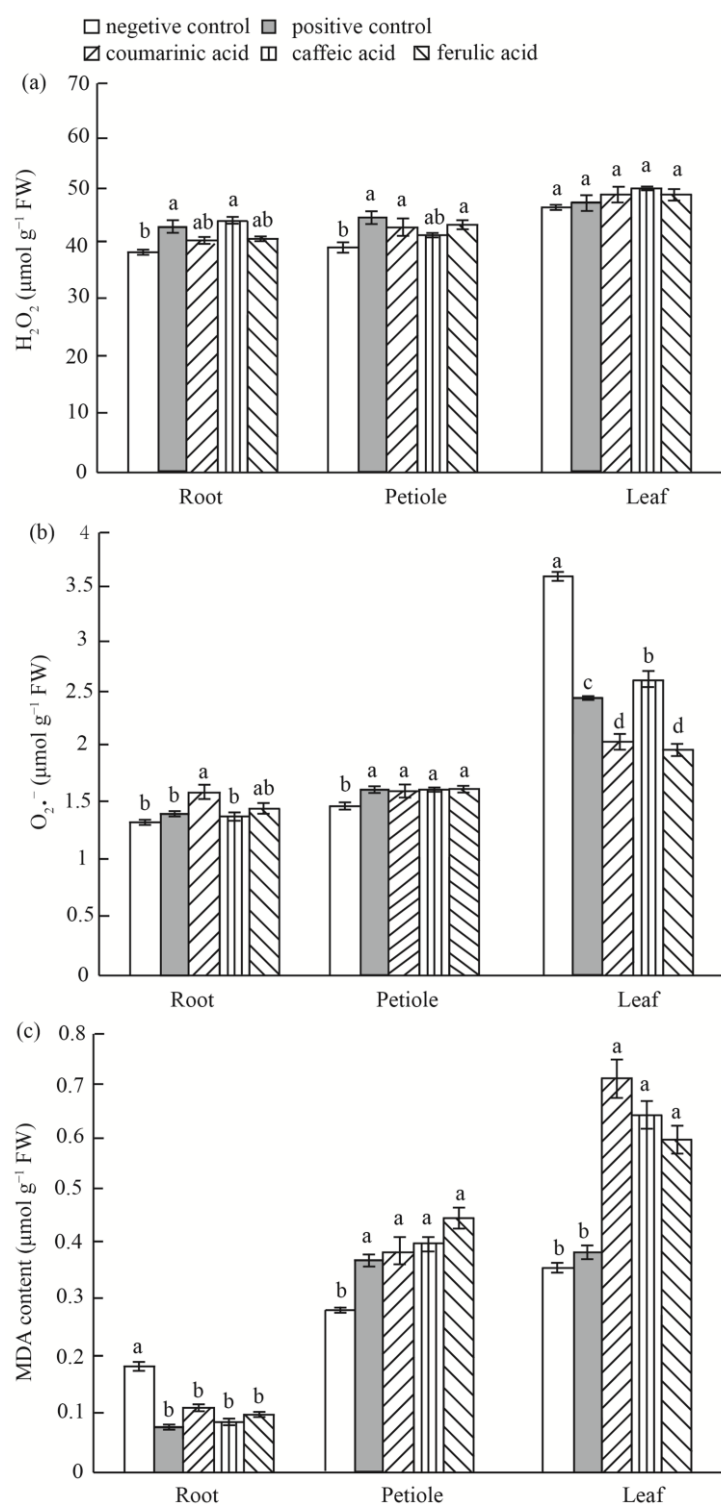 negetive control positive control
coumarinic acid caffeic acid ferulic acid
(a)
70
60
50
40
30
20
10
0
H₂O₂ (μmol g⁻¹ FW)
b a ab a ab
b a a ab a
a a a a a
Root Petiole Leaf
(b)
4
3.5
3
2.5
2
1.5
1
0.5
0
O₂•⁻ (μmol g⁻¹ FW)
b b a b ab
b a a a a
a c d b d
Root Petiole Leaf
(c)
0.8
0.7
0.6
0.5
0.4
0.3
0.2
0.1
0
MDA content (μmol g⁻¹ FW)
a b b b b
b a a a a
b b a a a
Root Petiole Leaf